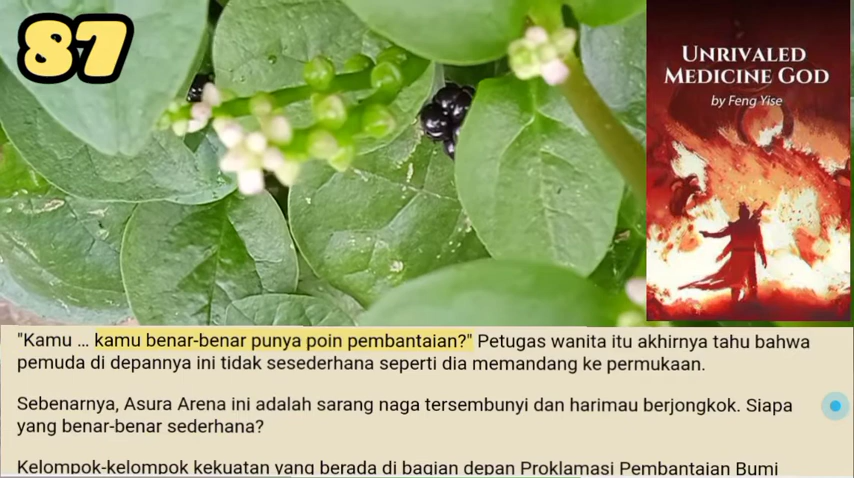 87
UNRIVALED
MEDICINE GOD
by Feng Yise
"Kamu ... kamu benar-benar punya poin pembantaian?" Petugas wanita itu akhirnya tahu bahwa
pemuda di depannya ini tidak sesederhana seperti dia memandang ke permukaan.
Sebenarnya, Asura Arena ini adalah sarang naga tersembunyi dan harimau berjongkok. Siapa
yang benar-benar sederhana?
Kelompok-kelompok kekuatan yang berada di bagian depan Proklamasi Pembantaian Bumi